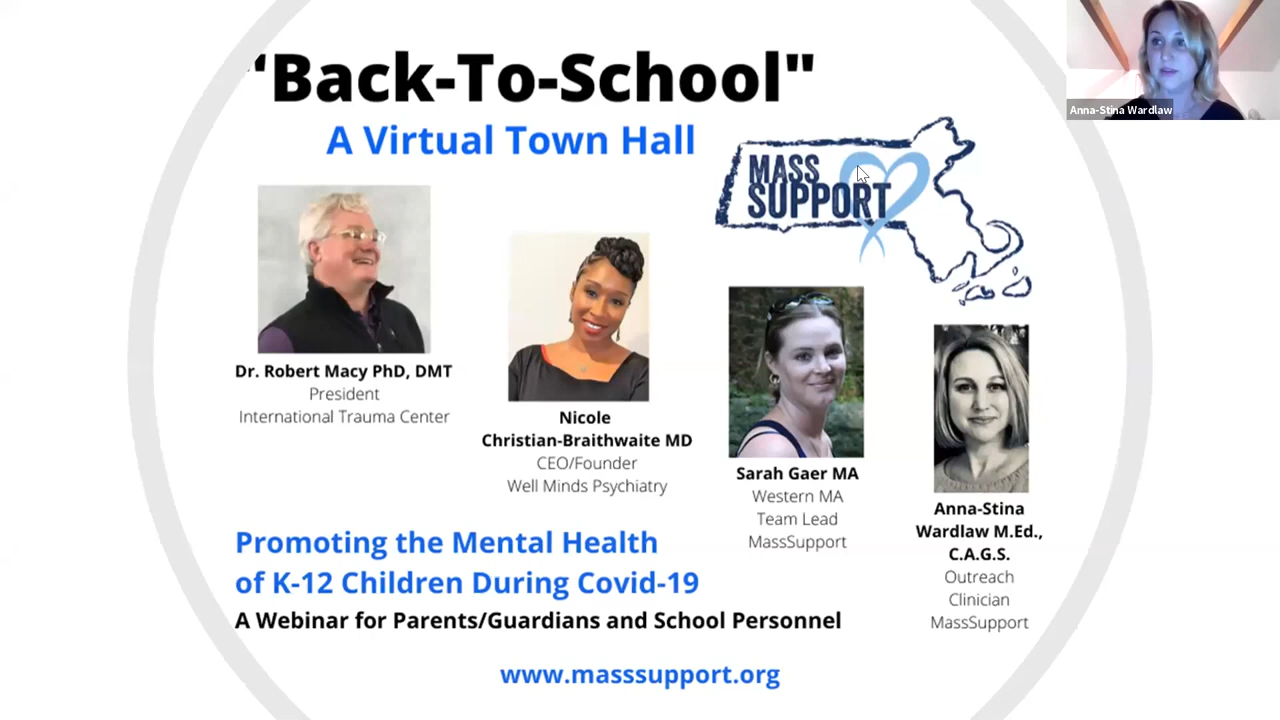 "Back-To-School"
A Virtual Town Hall
Anna-Stina Wardlaw
MASS
SUPPORT
Dr. Robert Macy PhD, DMT
President
International Trauma Center
Nicole
Christian-Braithwaite MD
CEO/Founder
Well Minds Psychiatry
Sarah Gaer MA
Western MA
Team Lead
MassSupport
Anna-Stina
Wardlaw M.Ed.,
C.A.G.S.
Outreach
Clinician
MassSupport
Promoting the Mental Health
of K-12 Children During Covid-19
A Webinar for Parents/Guardians and School Personnel
www.masssupport.org